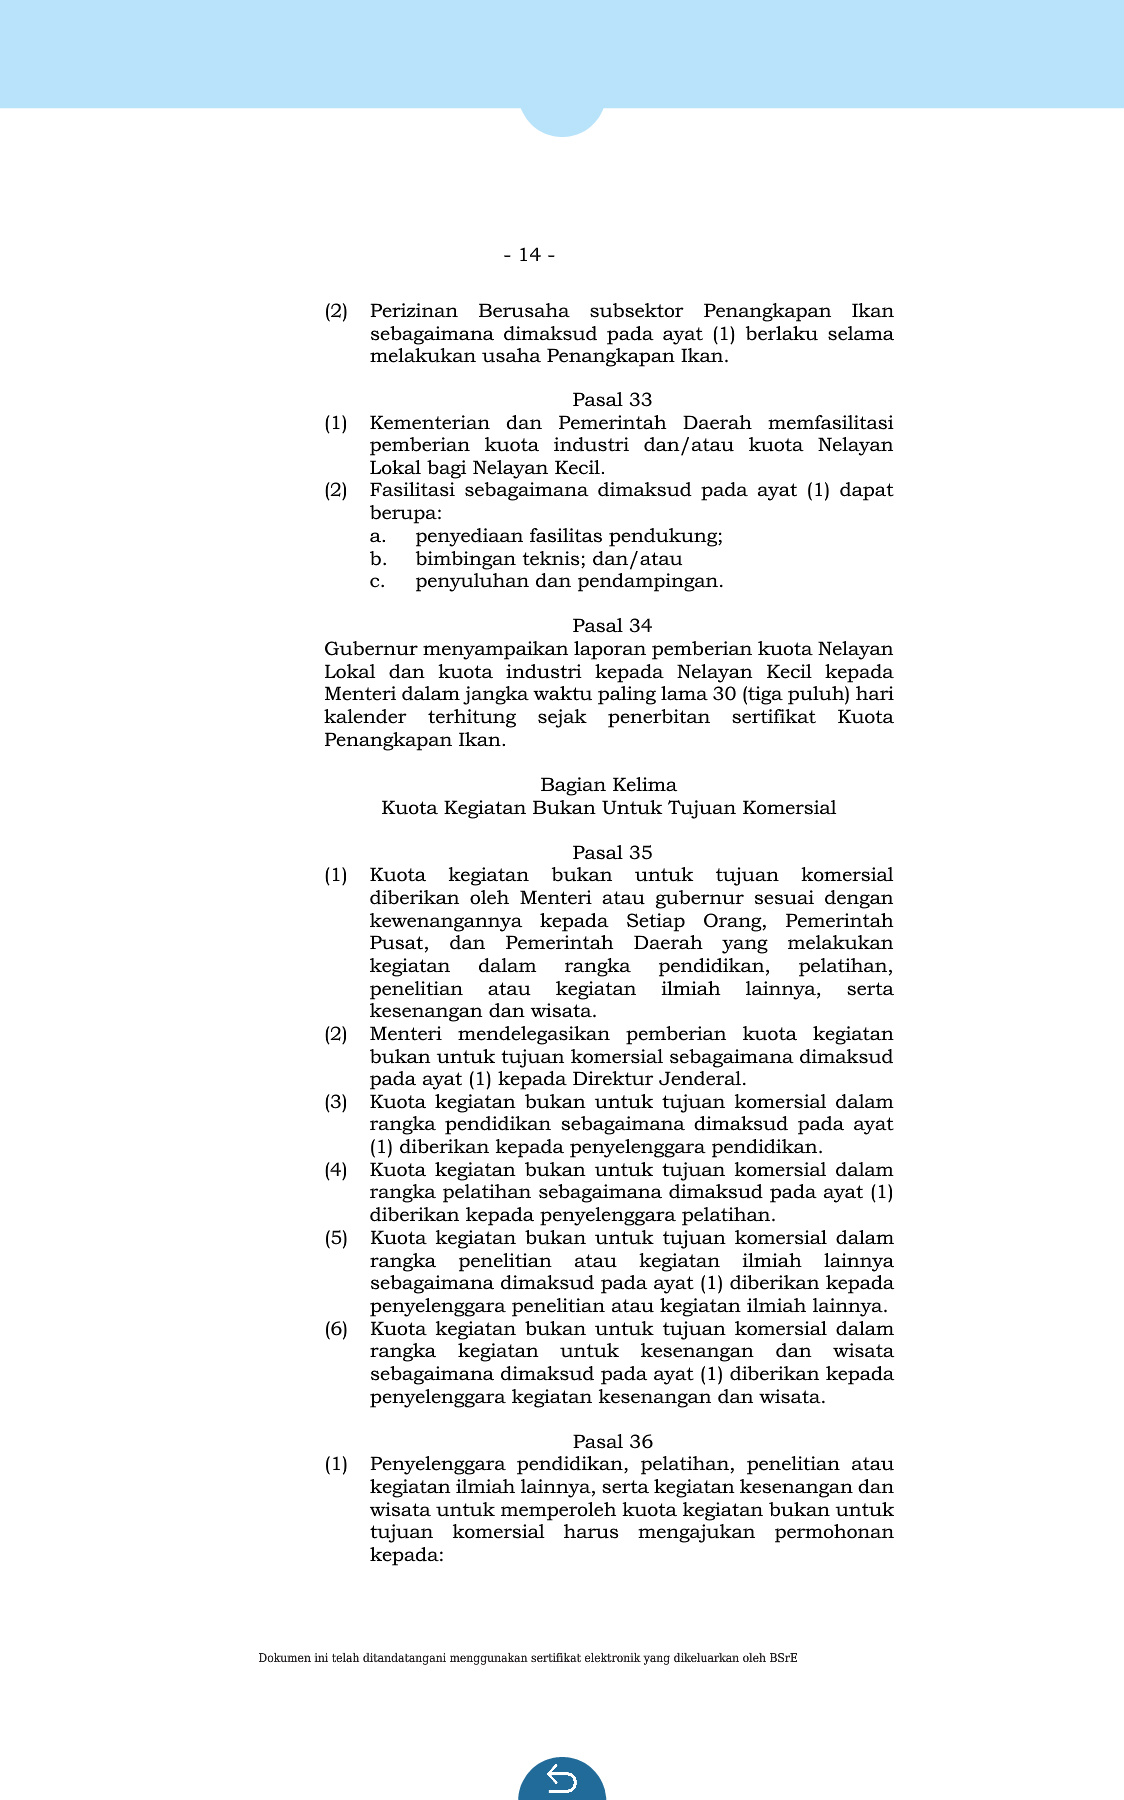 - 14 -
(2) Perizinan Berusaha subsektor Penangkapan Ikan
sebagaimana dimaksud pada ayat (1) berlaku selama
melakukan usaha Penangkapan Ikan.
Pasal 33
(1) Kementerian dan Pemerintah Daerah memfasilitasi
pemberian kuota industri dan/atau kuota Nelayan
Lokal bagi Nelayan Kecil.
(2) Fasilitasi sebagaimana dimaksud pada ayat (1) dapat
berupa:
a. penyediaan fasilitas pendukung;
b. bimbingan teknis; dan/atau
c. penyuluhan dan pendampingan.
Pasal 34
Gubernur menyampaikan laporan pemberian kuota Nelayan
Lokal dan kuota industri kepada Nelayan Kecil kepada
Menteri dalam jangka waktu paling lama 30 (tiga puluh) hari
kalender terhitung sejak penerbitan sertifikat Kuota
Penangkapan Ikan.
Bagian Kelima
Kuota Kegiatan Bukan Untuk Tujuan Komersial
Pasal 35
(1) Kuota kegiatan bukan untuk tujuan komersial
diberikan oleh Menteri atau gubernur sesuai dengan
kewenangannya kepada Setiap Orang, Pemerintah
Pusat, dan Pemerintah Daerah yang melakukan
kegiatan dalam rangka pendidikan, pelatihan,
penelitian atau kegiatan ilmiah lainnya, serta
kesenangan dan wisata.
(2) Menteri mendelegasikan pemberian kuota kegiatan
bukan untuk tujuan komersial sebagaimana dimaksud
pada ayat (1) kepada Direktur Jenderal.
(3) Kuota kegiatan bukan untuk tujuan komersial dalam
rangka pendidikan sebagaimana dimaksud pada ayat
(1) diberikan kepada penyelenggara pendidikan.
(4) Kuota kegiatan bukan untuk tujuan komersial dalam
rangka pelatihan sebagaimana dimaksud pada ayat (1)
diberikan kepada penyelenggara pelatihan.
(5) Kuota kegiatan bukan untuk tujuan komersial dalam
rangka penelitian atau kegiatan ilmiah lainnya
sebagaimana dimaksud pada ayat (1) diberikan kepada
penyelenggara penelitian atau kegiatan ilmiah lainnya.
(6) Kuota kegiatan bukan untuk tujuan komersial dalam
rangka kegiatan untuk kesenangan dan wisata
sebagaimana dimaksud pada ayat (1) diberikan kepada
penyelenggara kegiatan kesenangan dan wisata.
Pasal 36
(1) Penyelenggara pendidikan, pelatihan, penelitian atau
kegiatan ilmiah lainnya, serta kegiatan kesenangan dan
wisata untuk memperoleh kuota kegiatan bukan untuk
tujuan komersial harus mengajukan permohonan
kepada:
Dokumen ini telah ditandatangani menggunakan sertifikat elektronik yang dikeluarkan oleh BSrE